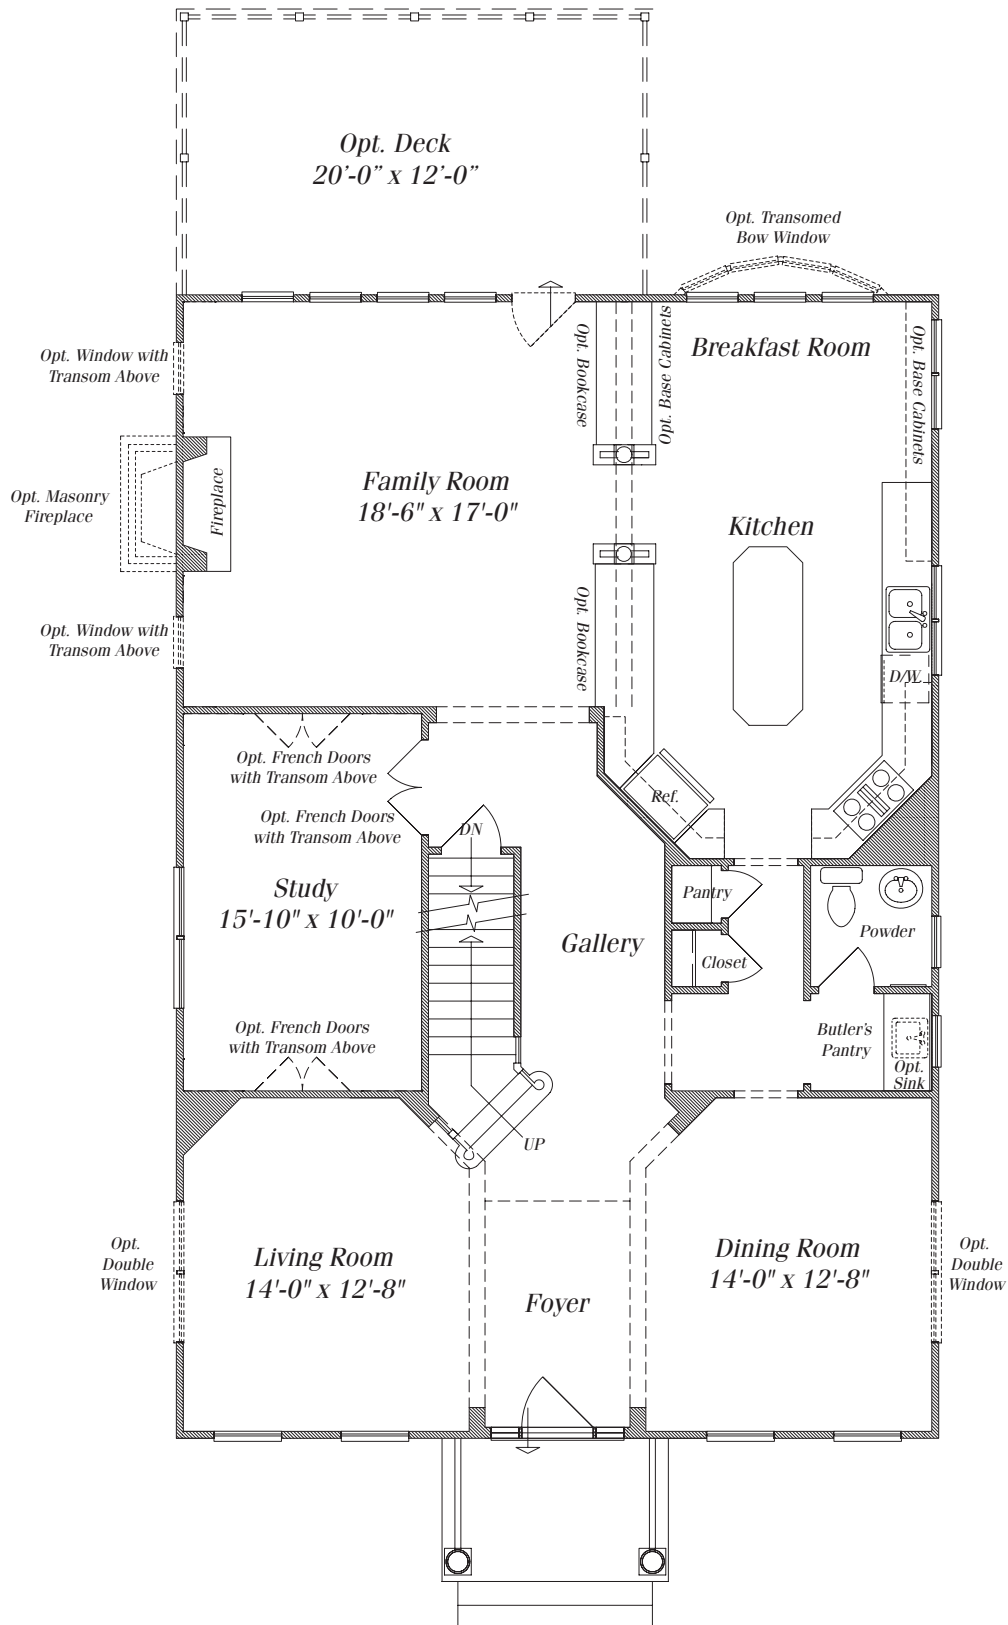 Opt. Deck
20’-0” x 12’-0”
Opt. Transomed
Bow Window
Opt. Window with
Transom Above
Opt. Bookcase
Opt. Base Cabinets
Breakfast Room
Opt. Base Cabinets
Opt. Masonry
Fireplace
Fireplace
Family Room
18'-6" x 17'-0"
Kitchen
Opt. Window with
Transom Above
Opt. Bookcase
D/W.
Opt. French Doors
with Transom Above
Ref.
Opt. French Doors
with Transom Above
DN
Study
15'-10" x 10'-0"
Pantry
Gallery
Powder
Closet
Opt. French Doors
with Transom Above
Butler's
Pantry
Opt.
Sink
UP
Opt.
Double
Window
Living Room
14'-0" x 12'-8"
Foyer
Dining Room
14'-0" x 12'-8"
Opt.
Double
Window